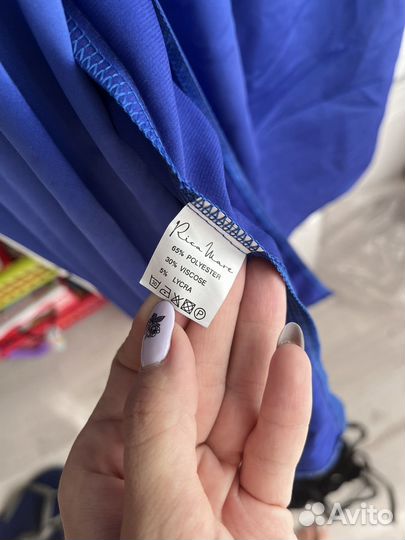 Rica Mare
65% POLYESTER
30% VISCOSE
5% LYCRA
P
Avito